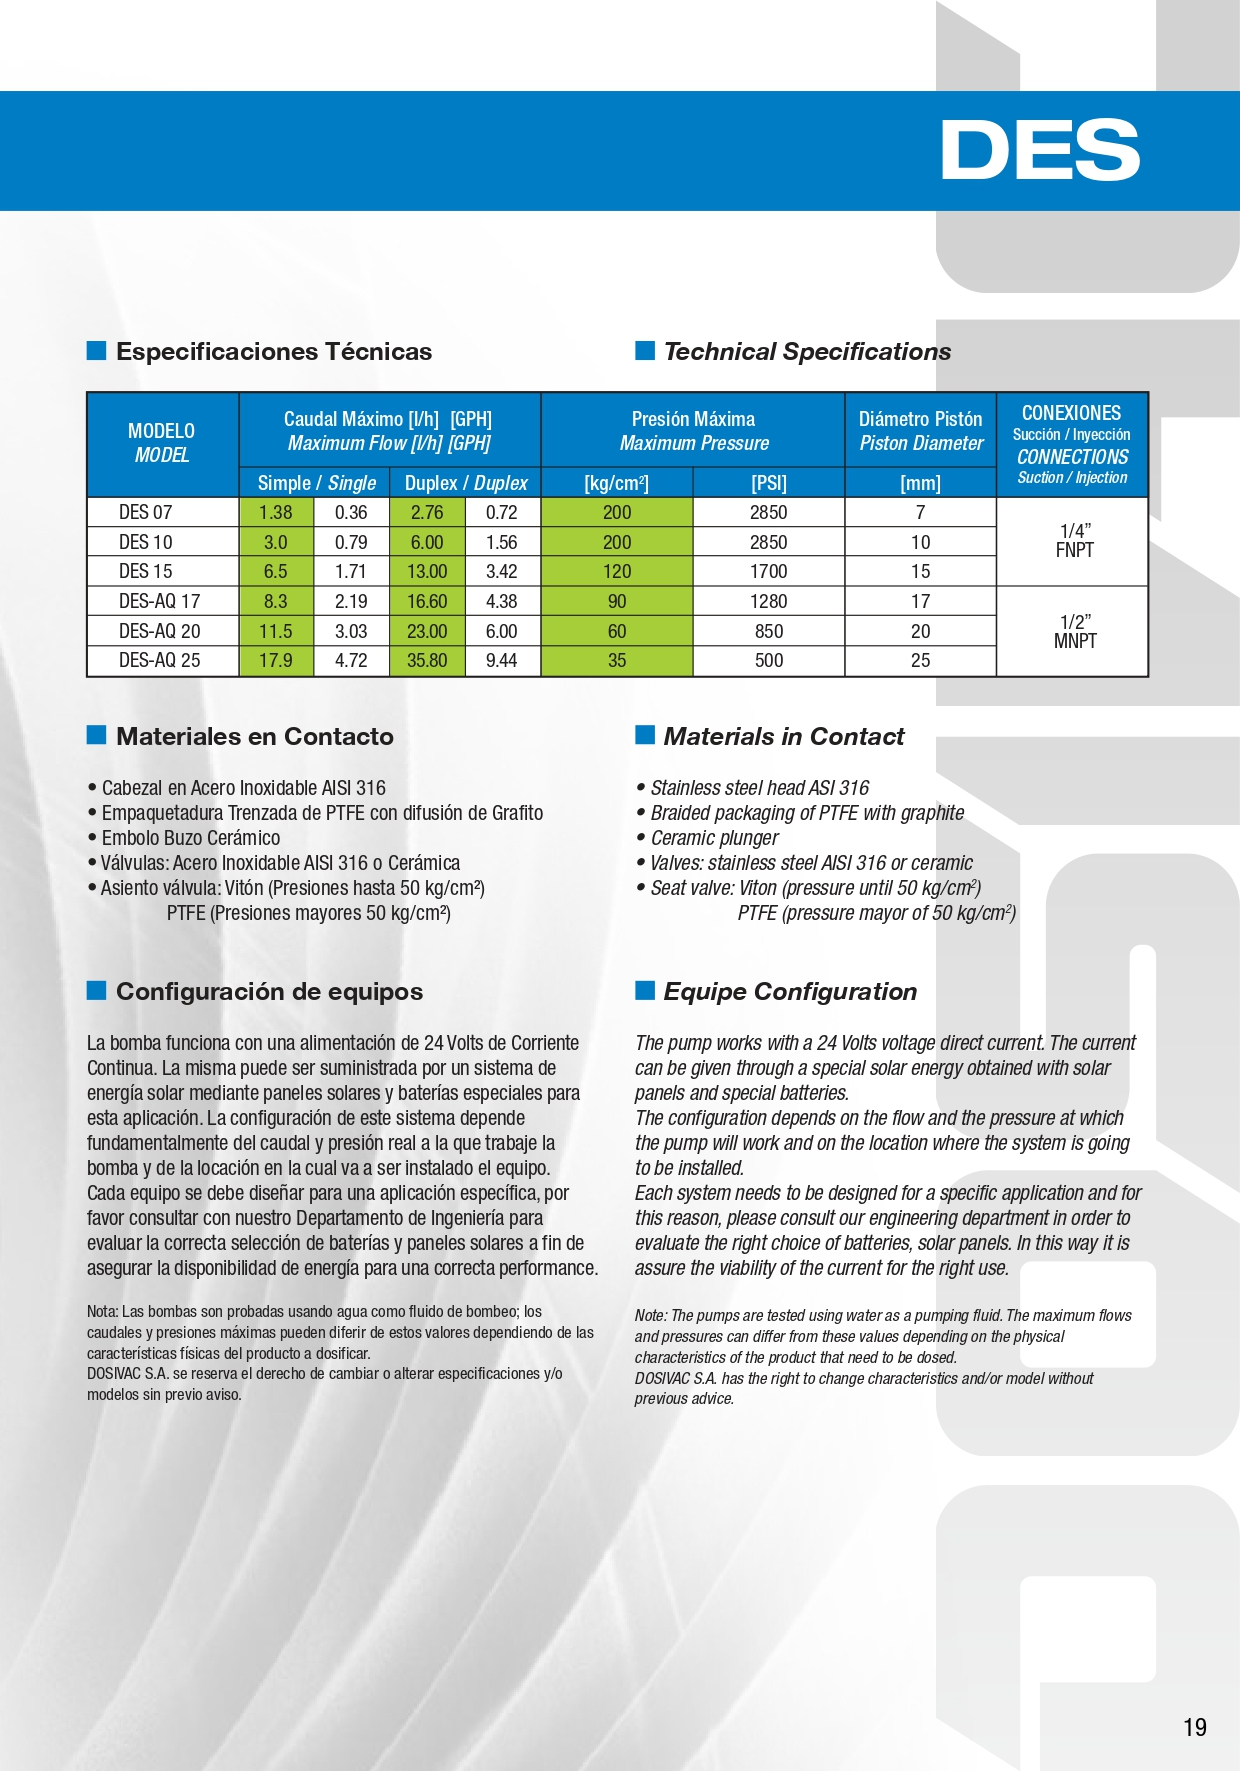 DES
Especificaciones Técnicas
Technical Specifications
MODELO
MODEL
Caudal Máximo [l/h] [GPH]
Maximum Flow [l/h] [GPH]
Presión Máxima
Maximum Pressure
Diámetro Pistón
Piston Diameter
CONEXIONES
Succión / Inyección
CONNECTIONS
Suction / Injection
Simple / Single Duplex / Duplex [kg/cm²] [PSI] [mm]
DES 07 1.38 0.36 2.76 0.72 200 2850 7
DES 10 3.0 0.79 6.00 1.56 200 2850 10
DES 15 6.5 1.71 13.00 3.42 120 1700 15
1/4”
FNPT
DES-AQ 17 8.3 2.19 16.60 4.38 90 1280 17
DES-AQ 20 11.5 3.03 23.00 6.00 60 850 20
DES-AQ 25 17.9 4.72 35.80 9.44 35 500 25
1/2”
MNPT
Materiales en Contacto
• Cabezal en Acero Inoxidable AISI 316
• Empaquetadura Trenzada de PTFE con difusión de Grafito
• Embolo Buzo Cerámico
• Válvulas: Acero Inoxidable AISI 316 o Cerámica
• Asiento válvula: Vitón (Presiones hasta 50 kg/cm²)
PTFE (Presiones mayores 50 kg/cm²)
Materials in Contact
• Stainless steel head ASI 316
• Braided packaging of PTFE with graphite
• Ceramic plunger
• Valves: stainless steel AISI 316 or ceramic
• Seat valve: Viton (pressure until 50 kg/cm²)
PTFE (pressure mayor of 50 kg/cm²)
Configuración de equipos
La bomba funciona con una alimentación de 24 Volts de Corriente
Continua. La misma puede ser suministrada por un sistema de
energía solar mediante paneles solares y baterías especiales para
esta aplicación. La configuración de este sistema depende
fundamentalmente del caudal y presión real a la que trabaje la
bomba y de la locación en la cual va a ser instalado el equipo.
Cada equipo se debe diseñar para una aplicación específica, por
favor consultar con nuestro Departamento de Ingeniería para
evaluar la correcta selección de baterías y paneles solares a fin de
asegurar la disponibilidad de energía para una correcta performance.
Nota: Las bombas son probadas usando agua como fluido de bombeo; los
caudales y presiones máximas pueden diferir de estos valores dependiendo de las
características físicas del producto a dosificar.
DOSIVAC S.A. se reserva el derecho de cambiar o alterar especificaciones y/o
modelos sin previo aviso.
Equipe Configuration
The pump works with a 24 Volts voltage direct current. The current
can be given through a special solar energy obtained with solar
panels and special batteries.
The configuration depends on the flow and the pressure at which
the pump will work and on the location where the system is going
to be installed.
Each system needs to be designed for a specific application and for
this reason, please consult our engineering department in order to
evaluate the right choice of batteries, solar panels. In this way it is
assure the viability of the current for the right use.
Note: The pumps are tested using water as a pumping fluid. The maximum flows
and pressures can differ from these values depending on the physical
characteristics of the product that need to be dosed.
DOSIVAC S.A. has the right to change characteristics and/or model without
previous advice.
19